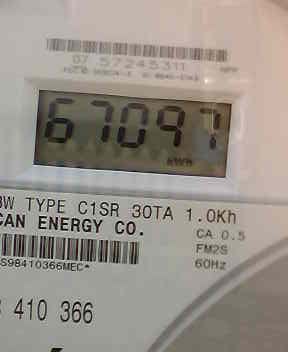 07 57245311
67097
kWh
3W TYPE C1SR 30TA 1.0Kh
CAN ENERGY CO.
CA 0.5
FM2S
60Hz
S98410366MEC*
410 366